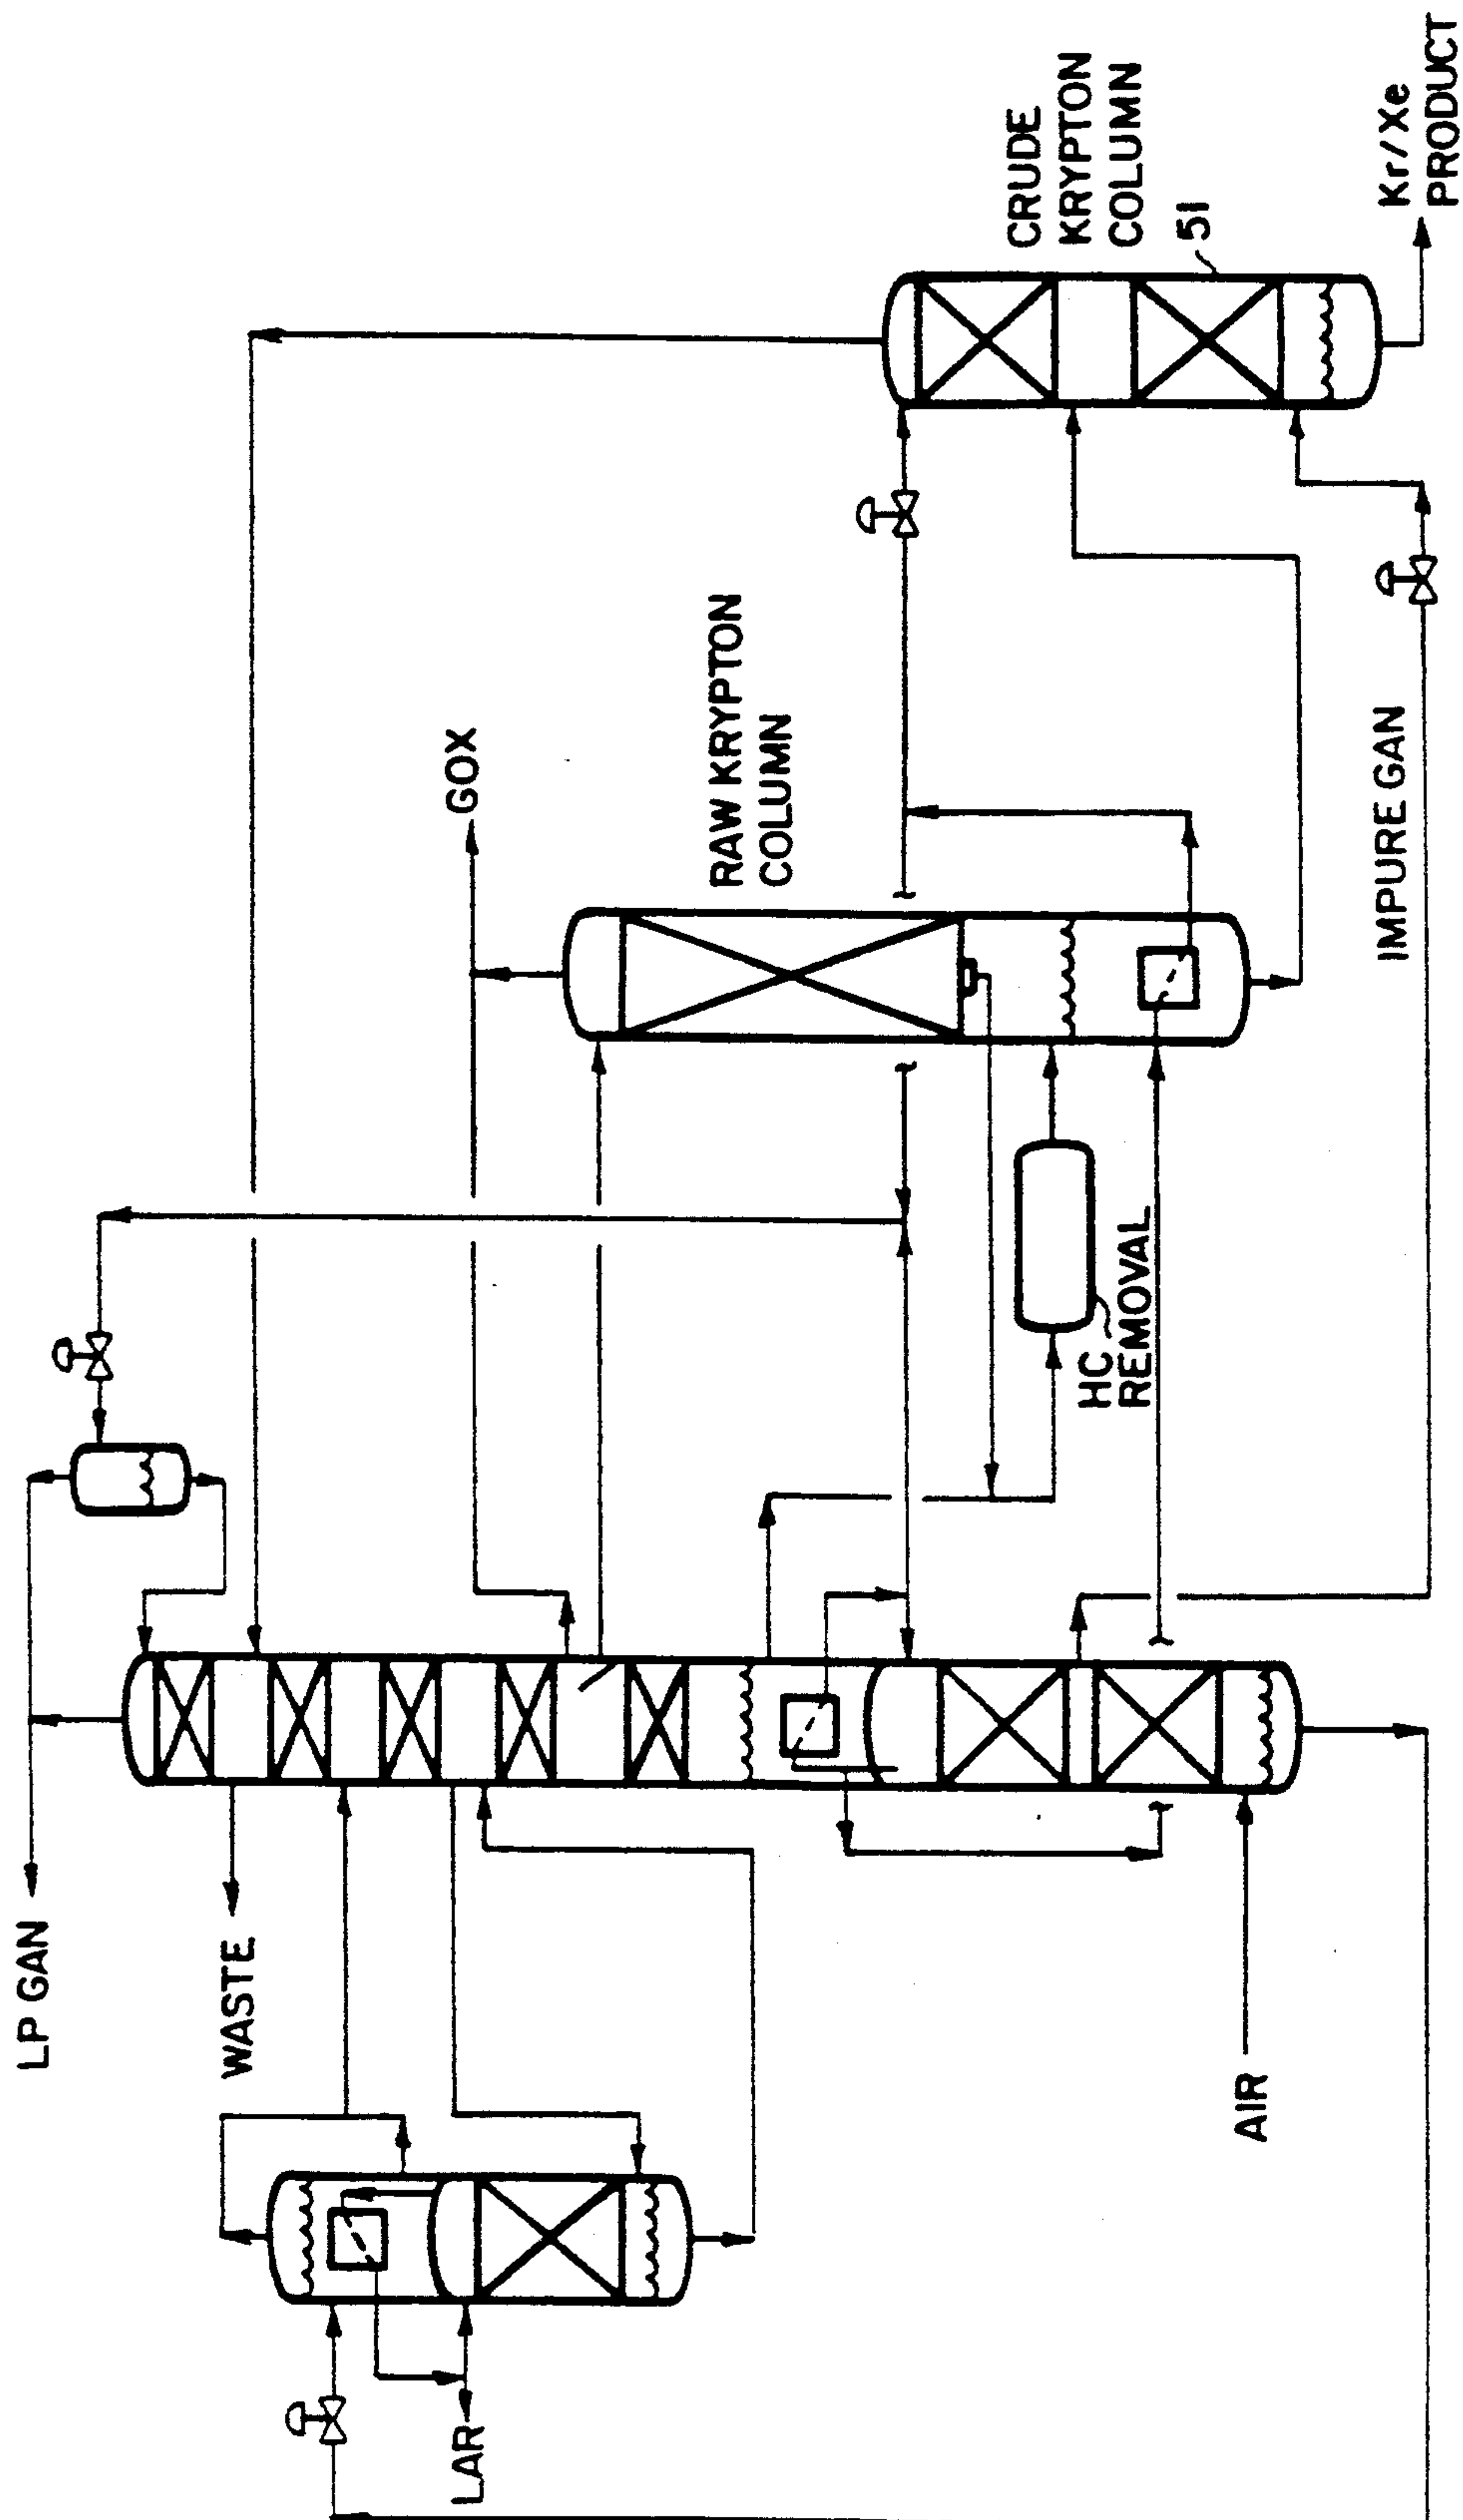 LP GAN
WASTE
LAR
AIR
GOX
RAW KRYPTON
COLUMN
HC
REMOVAL
IMPURE GAN
CRUDE
KRYPTON
COLUMN
51
Kr/Xe
PRODUCT